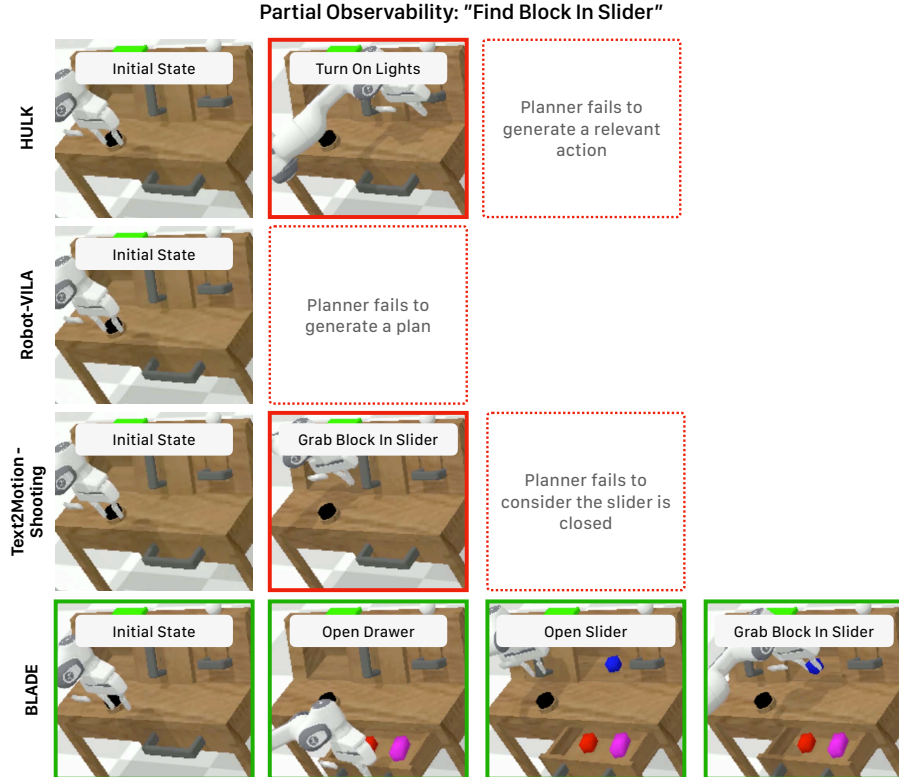 Partial Observability: "Find Block In Slider"
HULK
Initial State
Turn On Lights
Planner fails to
generate a relevant
action
Robot-VILA
Initial State
Planner fails to
generate a plan
Text2Motion-
Shooting
Initial State
Grab Block In Slider
Planner fails to
consider the slider is
closed
BLADE
Initial State
Open Drawer
Open Slider
Grab Block In Slider